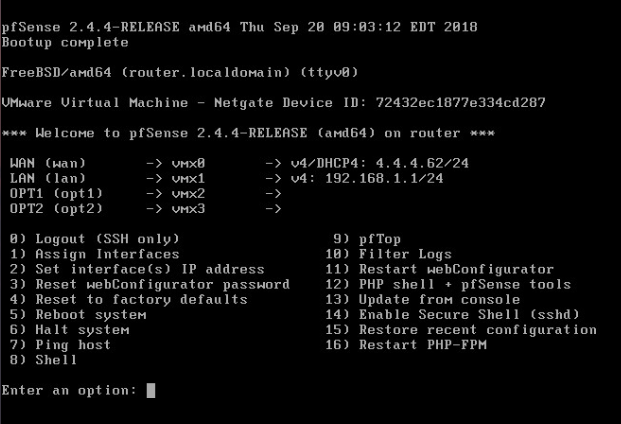 pfSense 2.4.4-RELEASE amd64 Thu Sep 20 09:03:12 EDT 2018
Bootup complete
FreeBSD/amd64 (router.localdomain) (ttyv0)
VMware Virtual Machine - Netgate Device ID: 72432ec1877e334cd287
*** Welcome to pfSense 2.4.4-RELEASE (amd64) on router ***
WAN (wan) -> vmx0 -> v4/DHCP4: 4.4.4.62/24
LAN (lan) -> vmx1 -> v4: 192.168.1.1/24
OPT1 (opt1) -> vmx2 ->
OPT2 (opt2) -> vmx3 ->
0) Logout (SSH only) 9) pfTop
1) Assign Interfaces 10) Filter Logs
2) Set interface(s) IP address 11) Restart webConfigurator
3) Reset webConfigurator password 12) PHP shell + pfSense tools
4) Reset to factory defaults 13) Update from console
5) Reboot system 14) Enable Secure Shell (sshd)
6) Halt system 15) Restore recent configuration
7) Ping host 16) Restart PHP-FPM
8) Shell
Enter an option: